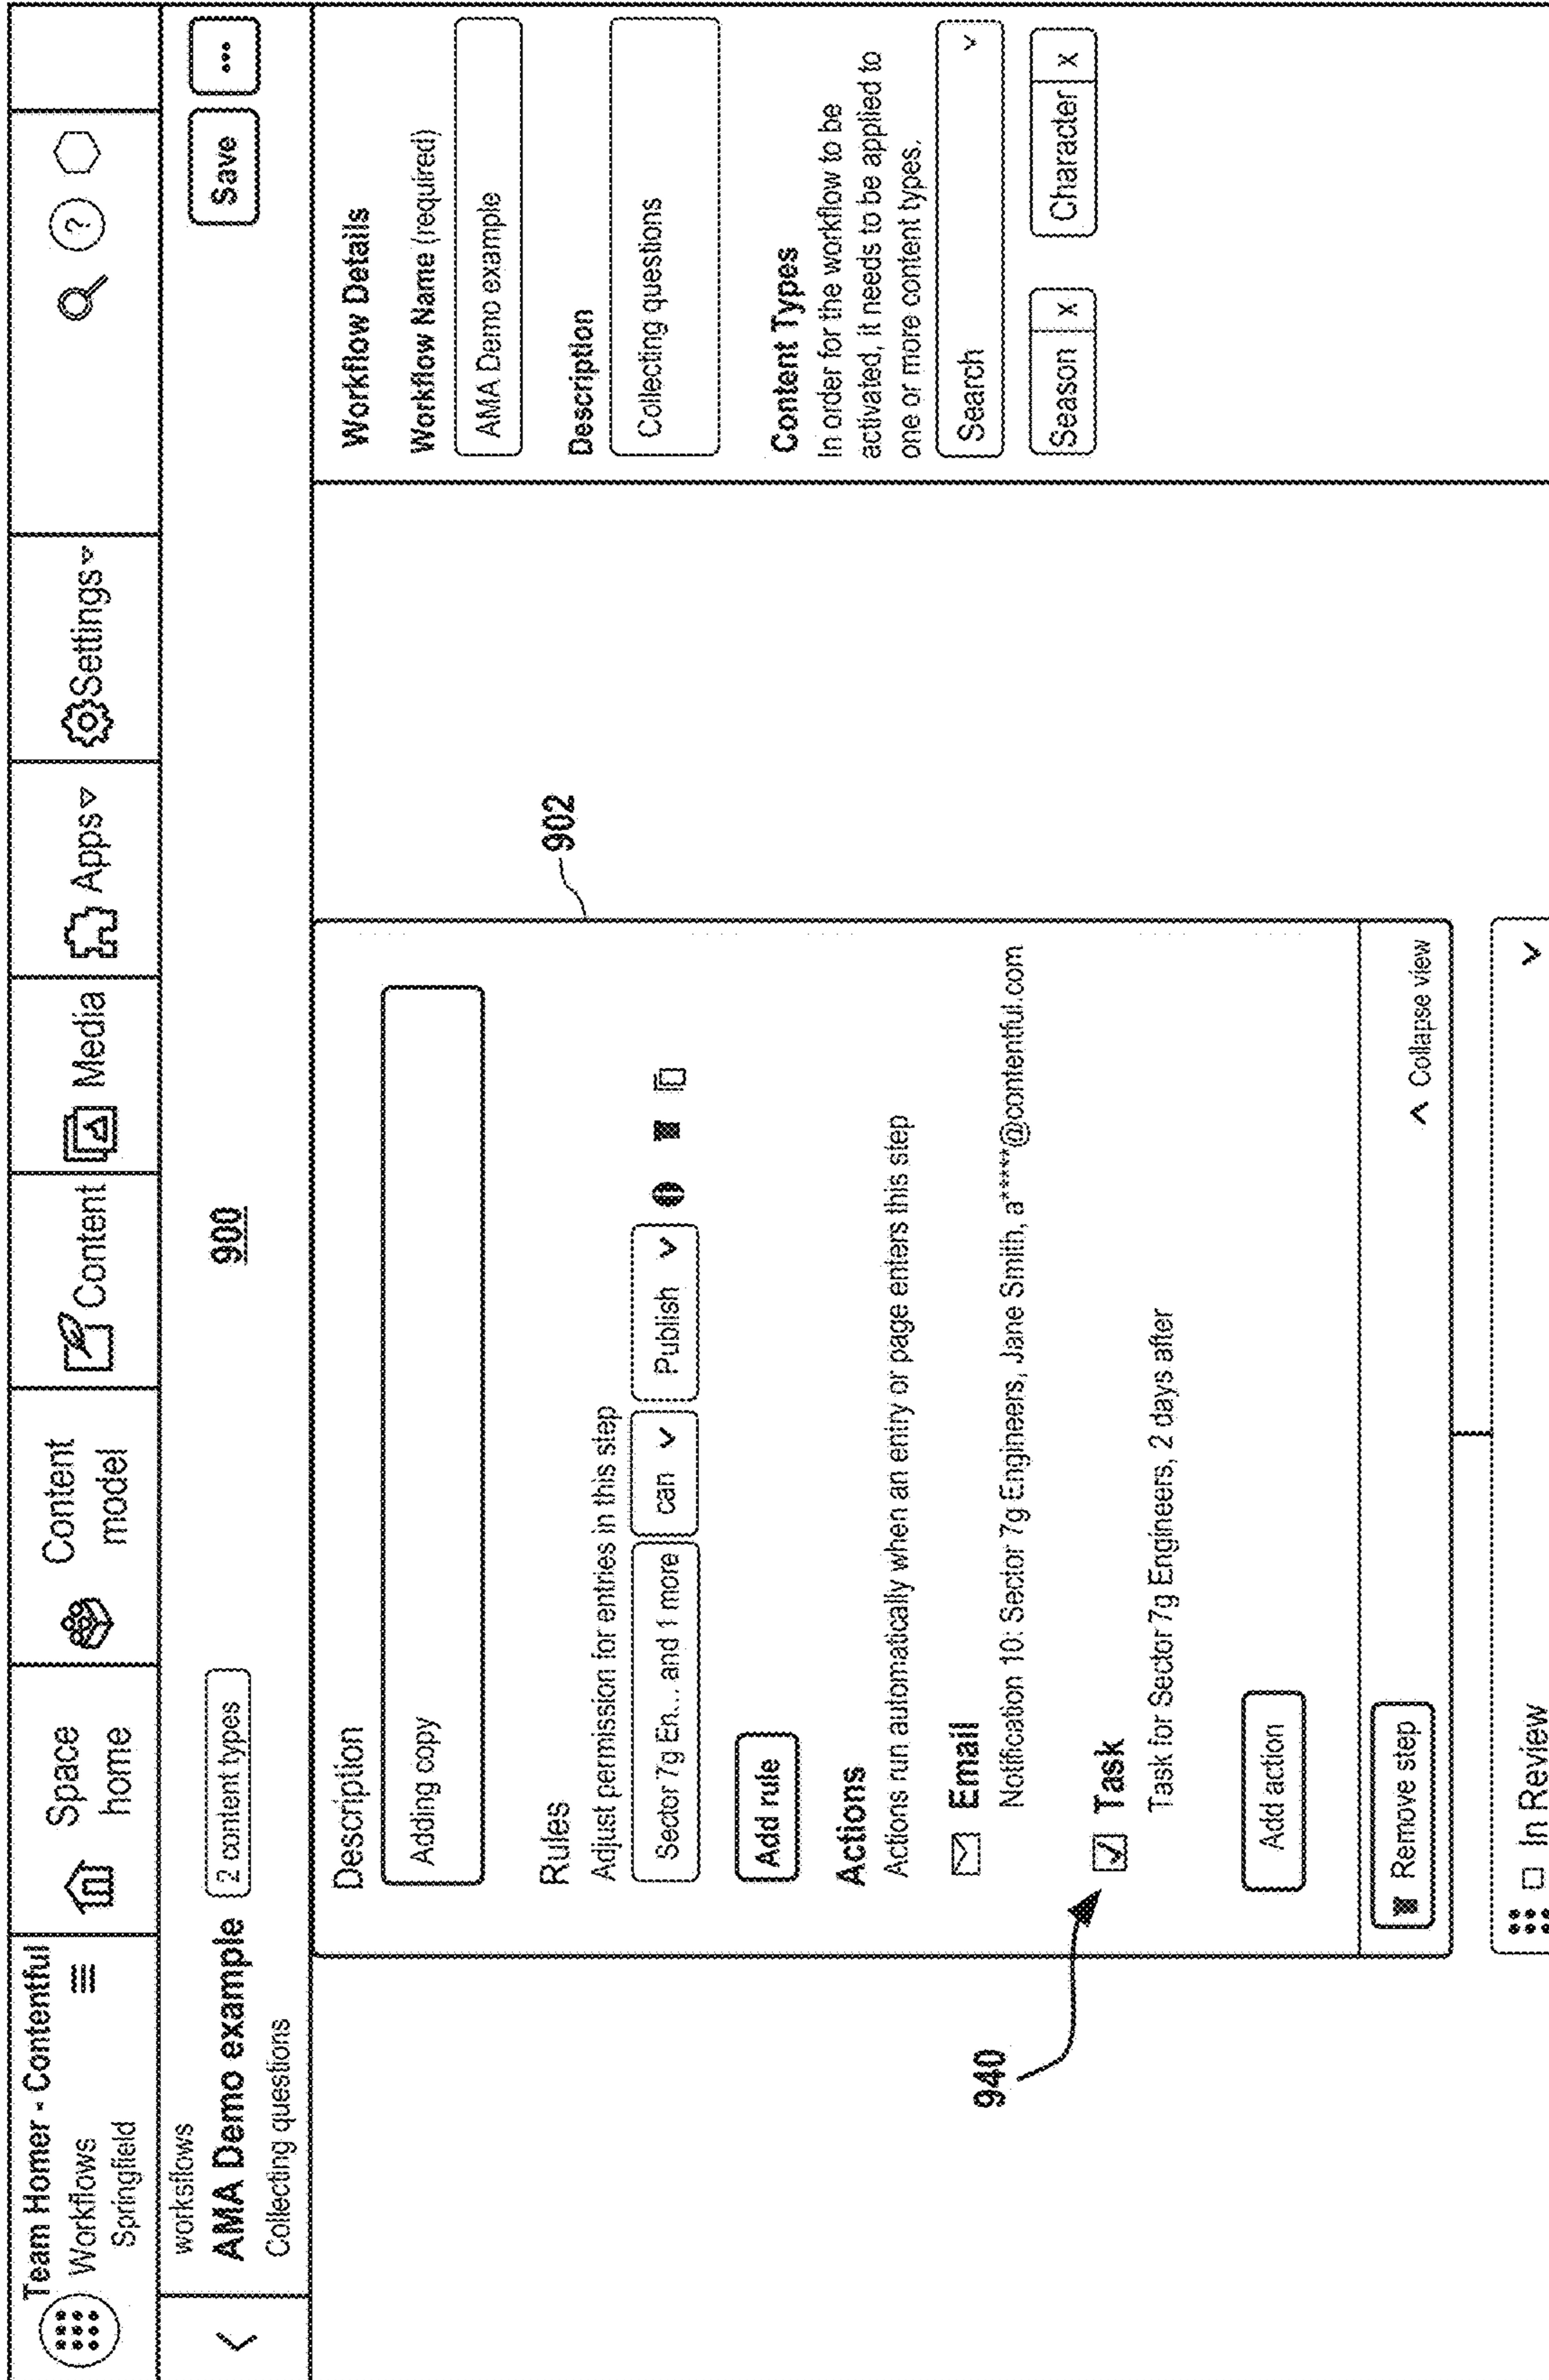 Team Homer - Contentful
Workflows
Springfield
Space
home
Content
model
Content
Media
Apps
Settings
?
worksflows
AMA Demo example
2 content types
Collecting questions
900
Save
...
Description
Adding copy
Rules
Adjust permission for entries in this step
Sector 7g En... and 1 more
can
Publish
Add rule
Actions
Actions run automatically when an entry or page enters this step
Email
Notification 10: Sector 7g Engineers, Jane Smith, a*****@contentful.com
Task
Task for Sector 7g Engineers, 2 days after
Add action
Remove step
Collapse view
In Review
902
940
Workflow Details
Workflow Name (required)
AMA Demo example
Description
Collecting questions
Content Types
In order for the workflow to be
activated, it needs to be applied to
one or more content types.
Search
Season x
Character x